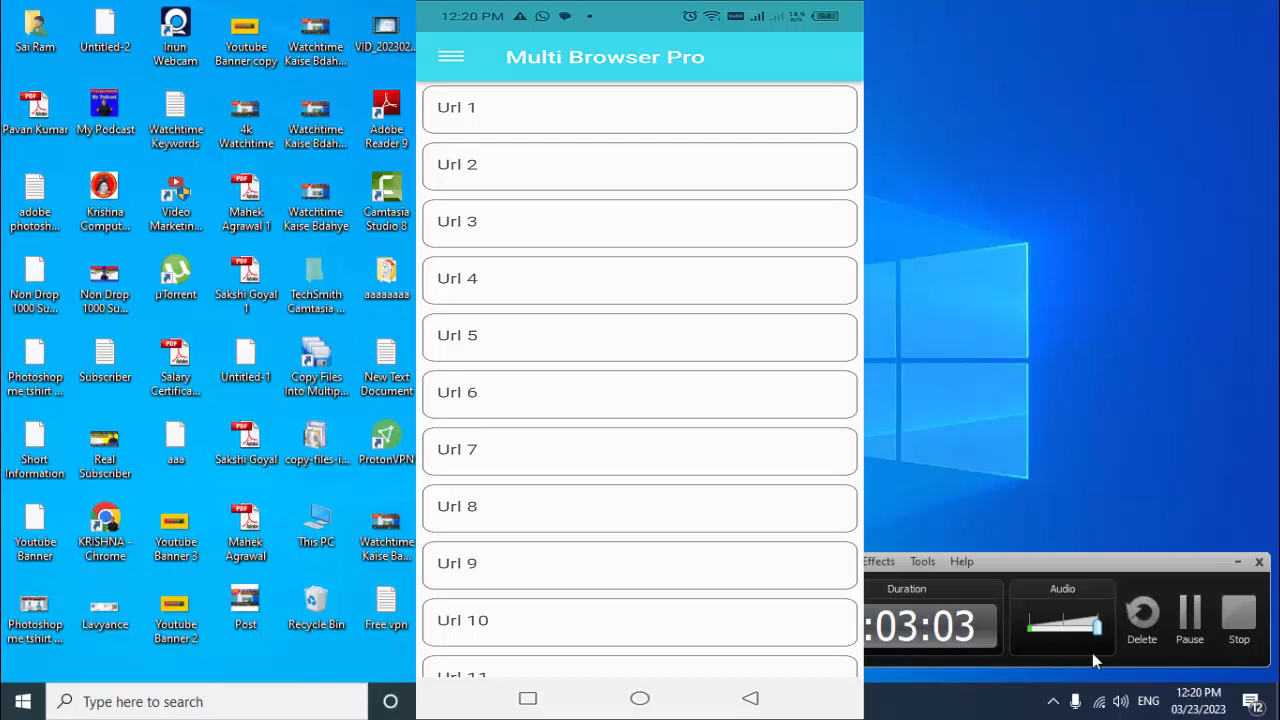 Sai Ram
Untitled-2
Iriun
Webcam
Youtube
Banner copy
Watchtime
Kaise Bdah...
VID_202302...
Pavan Kumar
My Podcast
Watchtime
Keywords
4k
Watchtime
Watchtime
Kaise Bdah...
Adobe
Reader 9
adobe
photosh...
Krishna
Comput...
Video
Marketin...
Mahek
Agrawal 1
Watchtime
Kaise Bdahye
Camtasia
Studio 8
Non Drop
1000 Su...
Non Drop
1000 Su...
µTorrent
Sakshi Goyal
1
TechSmith
Camtasia ...
aaaaaaaa
Photoshop
me tshirt ...
Subscriber
Salary
Certifica...
Untitled-1
Copy Files
Into Multip...
New Text
Document
Short
Information
Real
Subscriber
aaa
Sakshi Goyal
copy-files-i...
ProtonVPN
Youtube
Banner
KRISHNA -
Chrome
Youtube
Banner 3
Mahek
Agrawal
This PC
Watchtime
Kaise Ba...
Photoshop
me tshirt ...
Lavyance
Youtube
Banner 2
Post
Recycle Bin
Free vpn
12:20 PM
14.9
K/S
94
Multi Browser Pro
Url 1
Url 2
Url 3
Url 4
Url 5
Url 6
Url 7
Url 8
Url 9
Url 10
Url 11
Effects Tools Help
Duration
Audio
:03:03
Delete
Pause
Stop
Type here to search
ENG
12:20 PM
03/23/2023
12